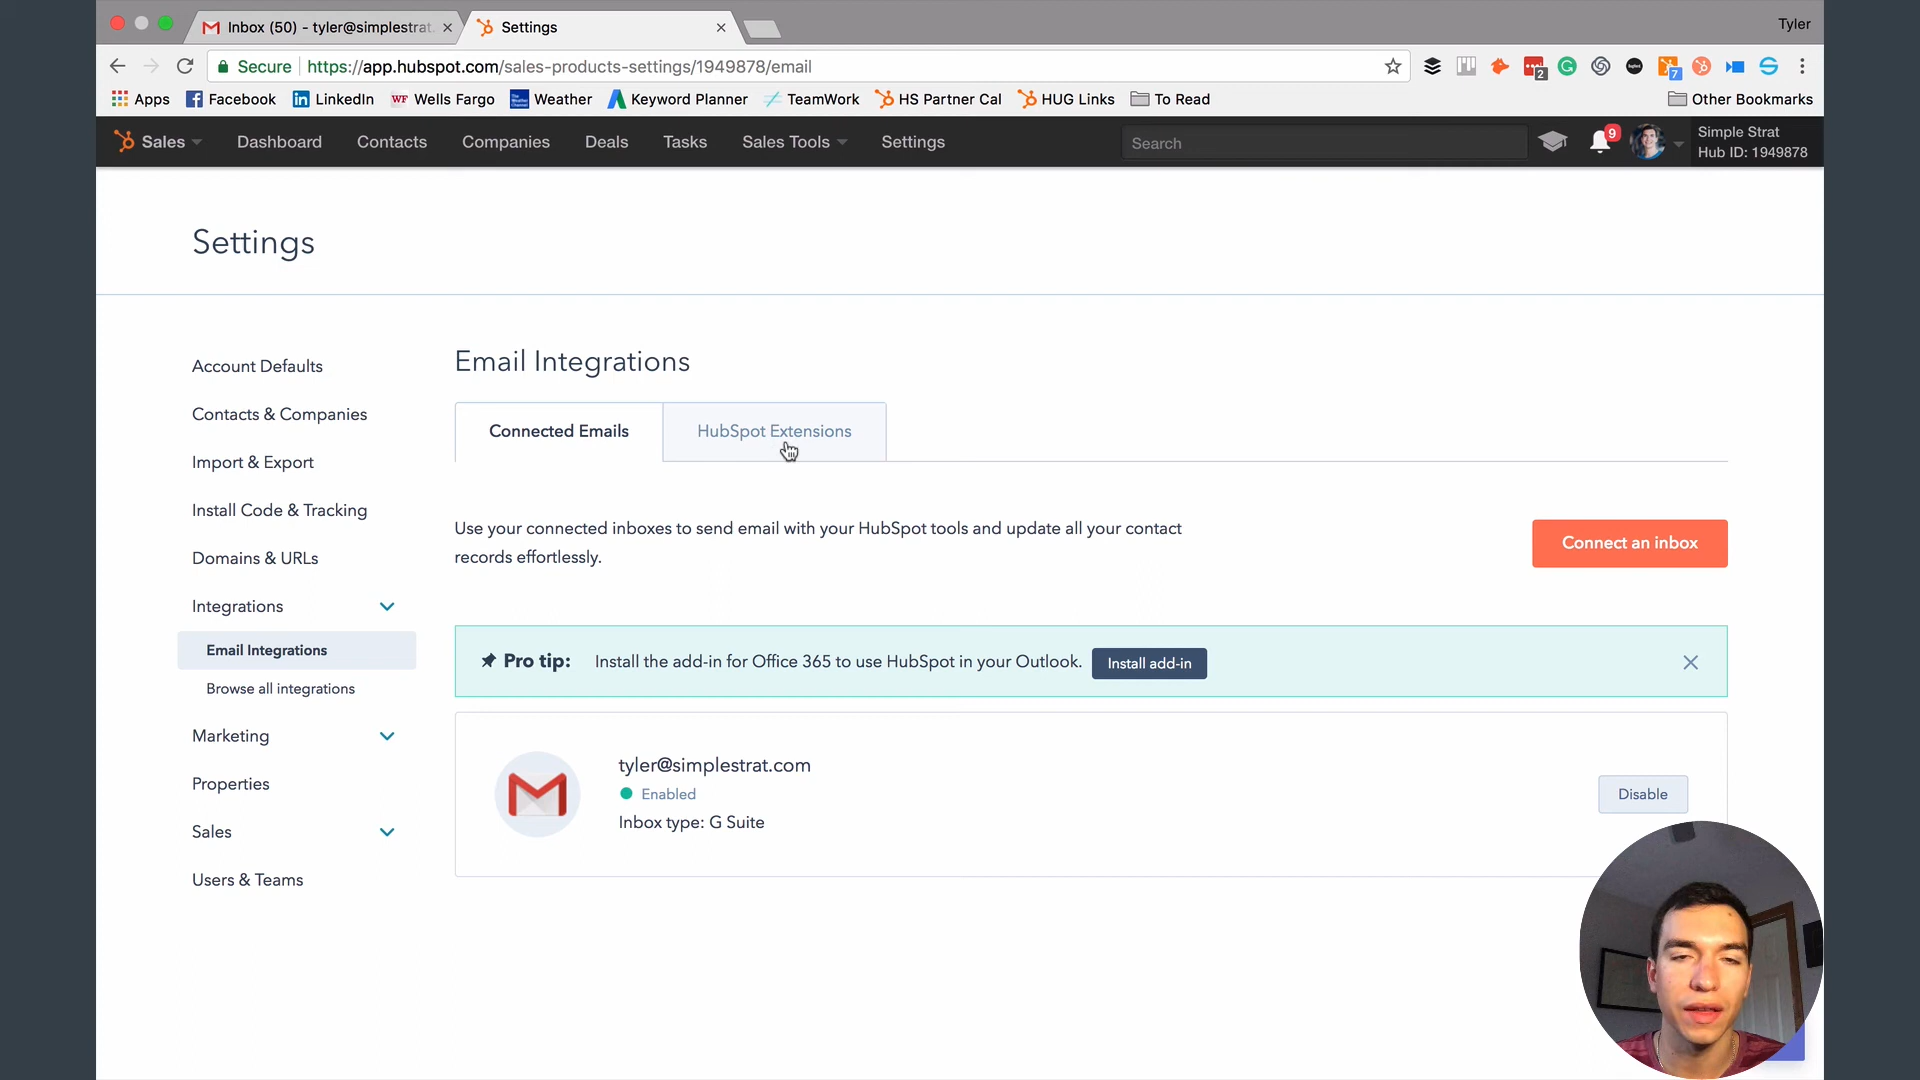 Inbox (50) - tyler@simplestrat.
Settings
Tyler
Secure
https://app.hubspot.com/sales-products-settings/1949878/email
2
7
Apps
Facebook
LinkedIn
WF Wells Fargo
Weather
Keyword Planner
TeamWork
HS Partner Cal
HUG Links
To Read
Other Bookmarks
Sales
Dashboard
Contacts
Companies
Deals
Tasks
Sales Tools
Settings
Search
9
Simple Strat
Hub ID: 1949878
Settings
Account Defaults
Contacts & Companies
Import & Export
Install Code & Tracking
Domains & URLs
Integrations
Email Integrations
Browse all integrations
Marketing
Properties
Sales
Users & Teams
Email Integrations
Connected Emails
HubSpot Extensions
Use your connected inboxes to send email with your HubSpot tools and update all your contact
records effortlessly.
Connect an inbox
Pro tip: Install the add-in for Office 365 to use HubSpot in your Outlook. Install add-in
tyler@simplestrat.com
Enabled
Inbox type: G Suite
Disable